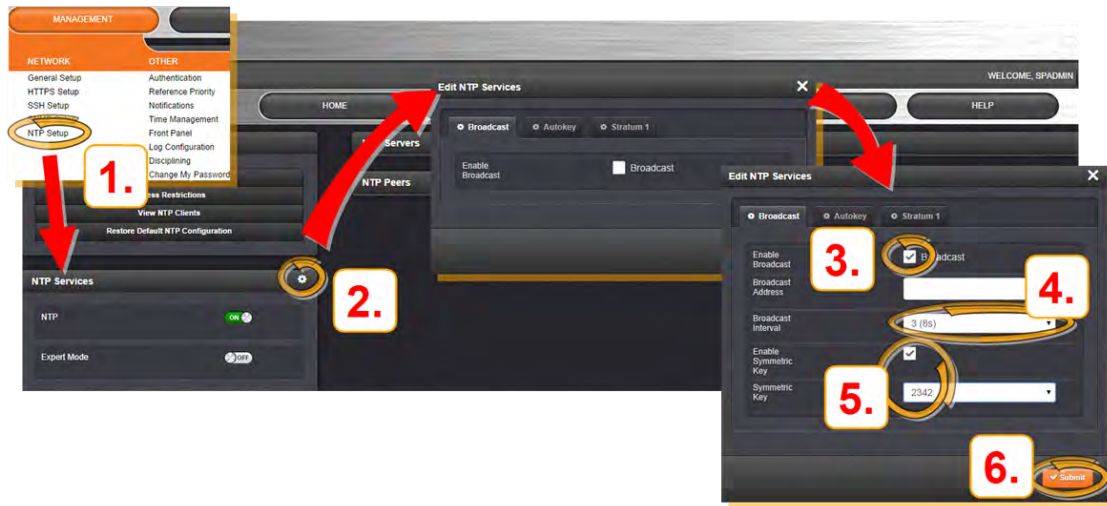 MANAGEMENT
NETWORK
OTHER
General Setup
Authentication
HTTPS Setup
Reference Priority
SSH Setup
Notifications
Time Management
NTP Setup
Front Panel
Log Configuration
Disciplining
Change My Password
1.
WELCOME, SPADMIN
HOME
HELP
Servers
NTP Peers
Restrictions
View NTP Clients
Restore Default NTP Configuration
NTP Services
2.
NTP
ON
Expert Mode
OFF
Edit NTP Services
Broadcast
Autokey
Stratum 1
Enable
Broadcast
Broadcast
Edit NTP Services
Broadcast
Autokey
Stratum 1
3.
Enable
Broadcast
B adcast
Broadcast
Address
4.
Broadcast
Interval
3 (8s)
Enable
Symmetric
Key
5.
Symmetric
Key
2342
6.
Submit